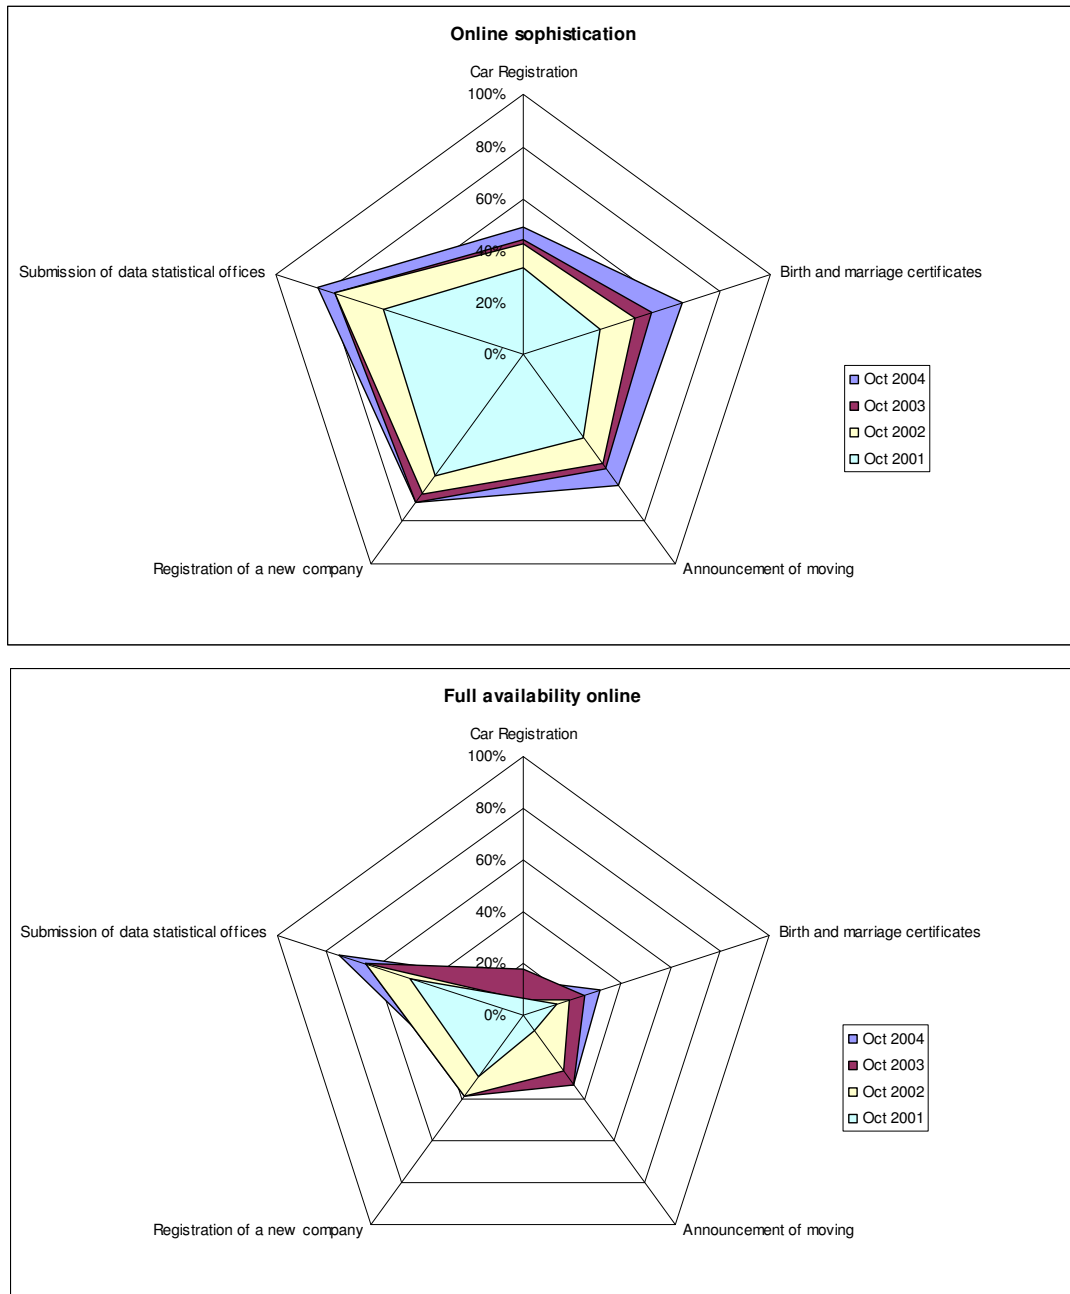 Online sophistication
Car Registration
100%
80%
60%
40%
20%
0%
Submission of data statistical offices
Birth and marriage certificates
Registration of a new company
Announcement of moving
Oct 2004
Oct 2003
Oct 2002
Oct 2001
Full availability online
Car Registration
100%
80%
60%
40%
20%
0%
Submission of data statistical offices
Birth and marriage certificates
Registration of a new company
Announcement of moving
Oct 2004
Oct 2003
Oct 2002
Oct 2001